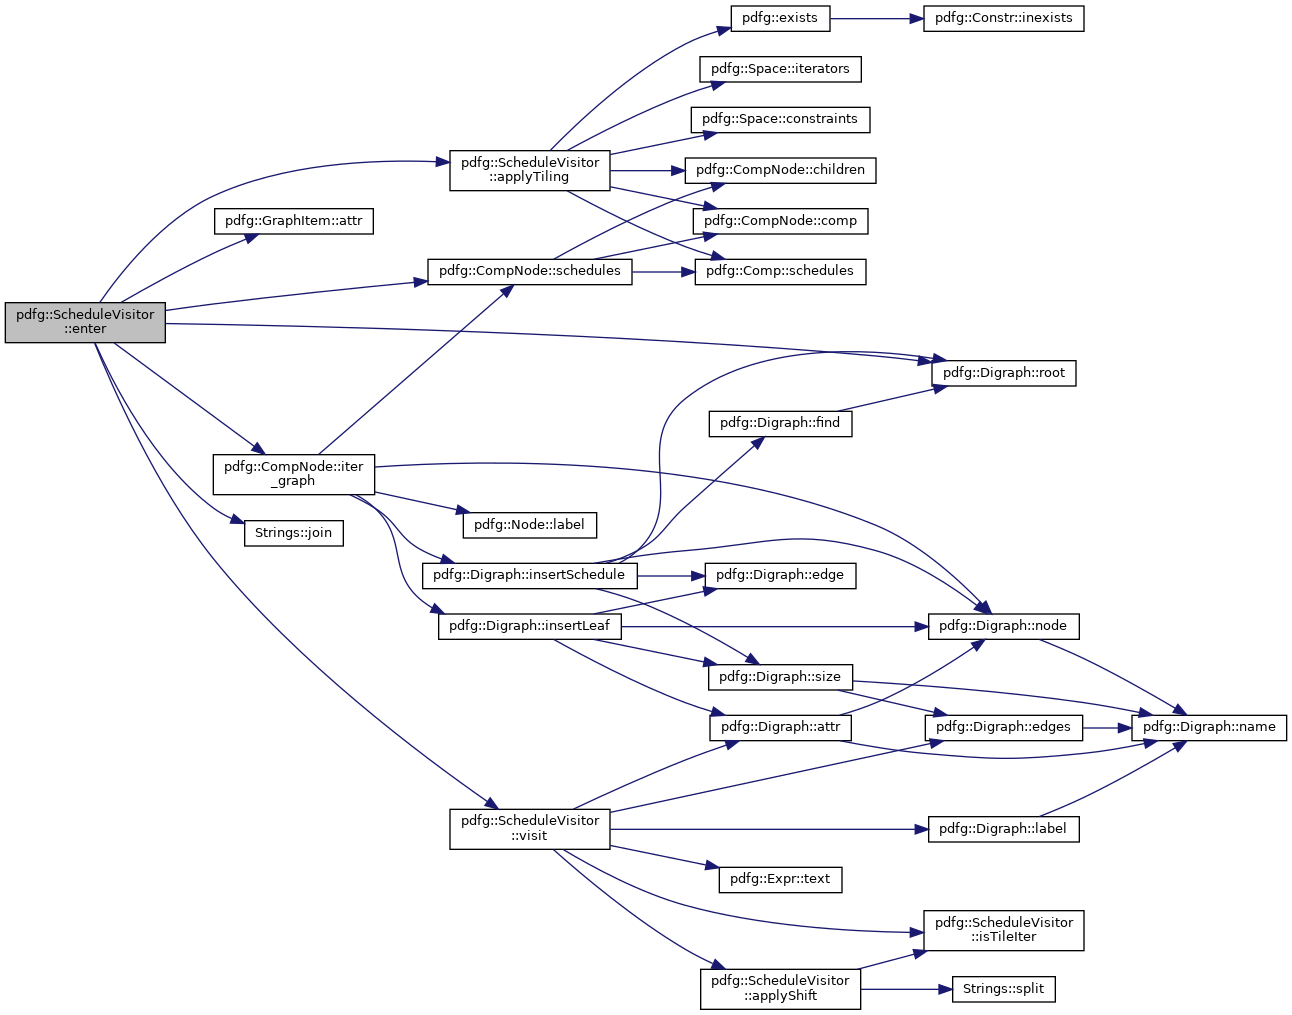 pdfg::ScheduleVisitor
::enter
pdfg::ScheduleVisitor
::applyTiling
pdfg::GraphItem::attr
pdfg::CompNode::schedules
pdfg::CompNode::iter
_graph
Strings::join
pdfg::Node::label
pdfg::Digraph::insertSchedule
pdfg::Digraph::insertLeaf
pdfg::ScheduleVisitor
::visit
pdfg::exists
pdfg::Space::iterators
pdfg::Space::constraints
pdfg::CompNode::children
pdfg::CompNode::comp
pdfg::Comp::schedules
pdfg::Digraph::find
pdfg::Digraph::edge
pdfg::Digraph::size
pdfg::Digraph::attr
pdfg::Expr::text
pdfg::ScheduleVisitor
::applyShift
pdfg::Constr::inexists
pdfg::Digraph::root
pdfg::Digraph::node
pdfg::Digraph::edges
pdfg::Digraph::label
pdfg::ScheduleVisitor
::isTileIter
Strings::split
pdfg::Digraph::name